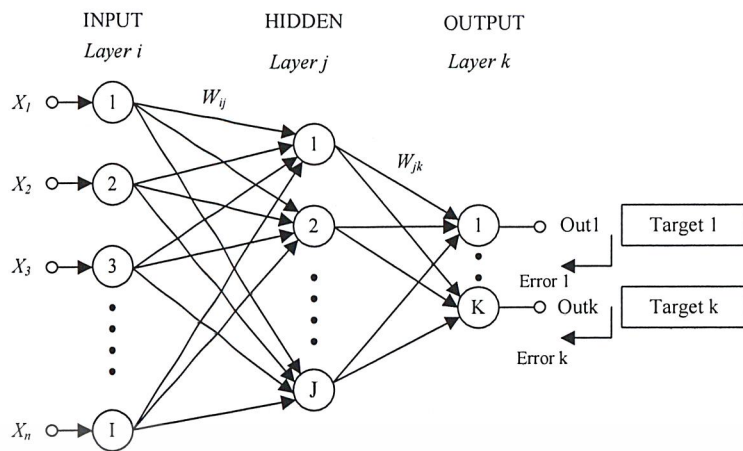 INPUT HIDDEN OUTPUT
Layer i Layer j Layer k
X1 1 Wij
1 Wjk
X2 2
2 1 Out1 Target 1
X3 3
Error 1
K Outk Target k
Error k
J
Xn I